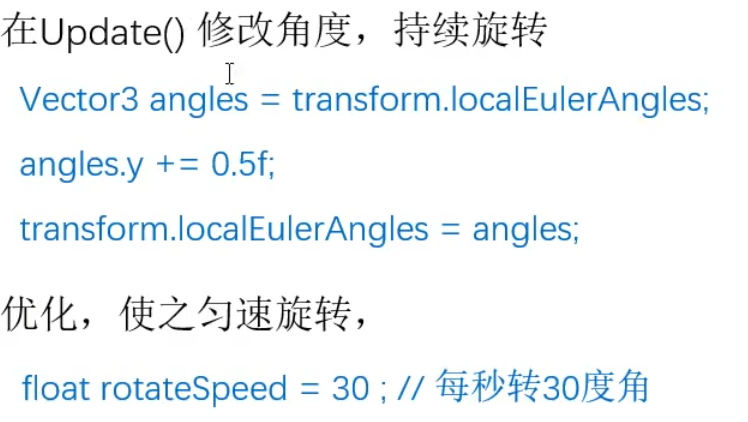 在Update() 修改角度，持续旋转
Vector3 angles = transform.localEulerAngles;
angles.y += 0.5f;
transform.localEulerAngles = angles;
优化，使之匀速旋转，
float rotateSpeed = 30 ; // 每秒转30度角